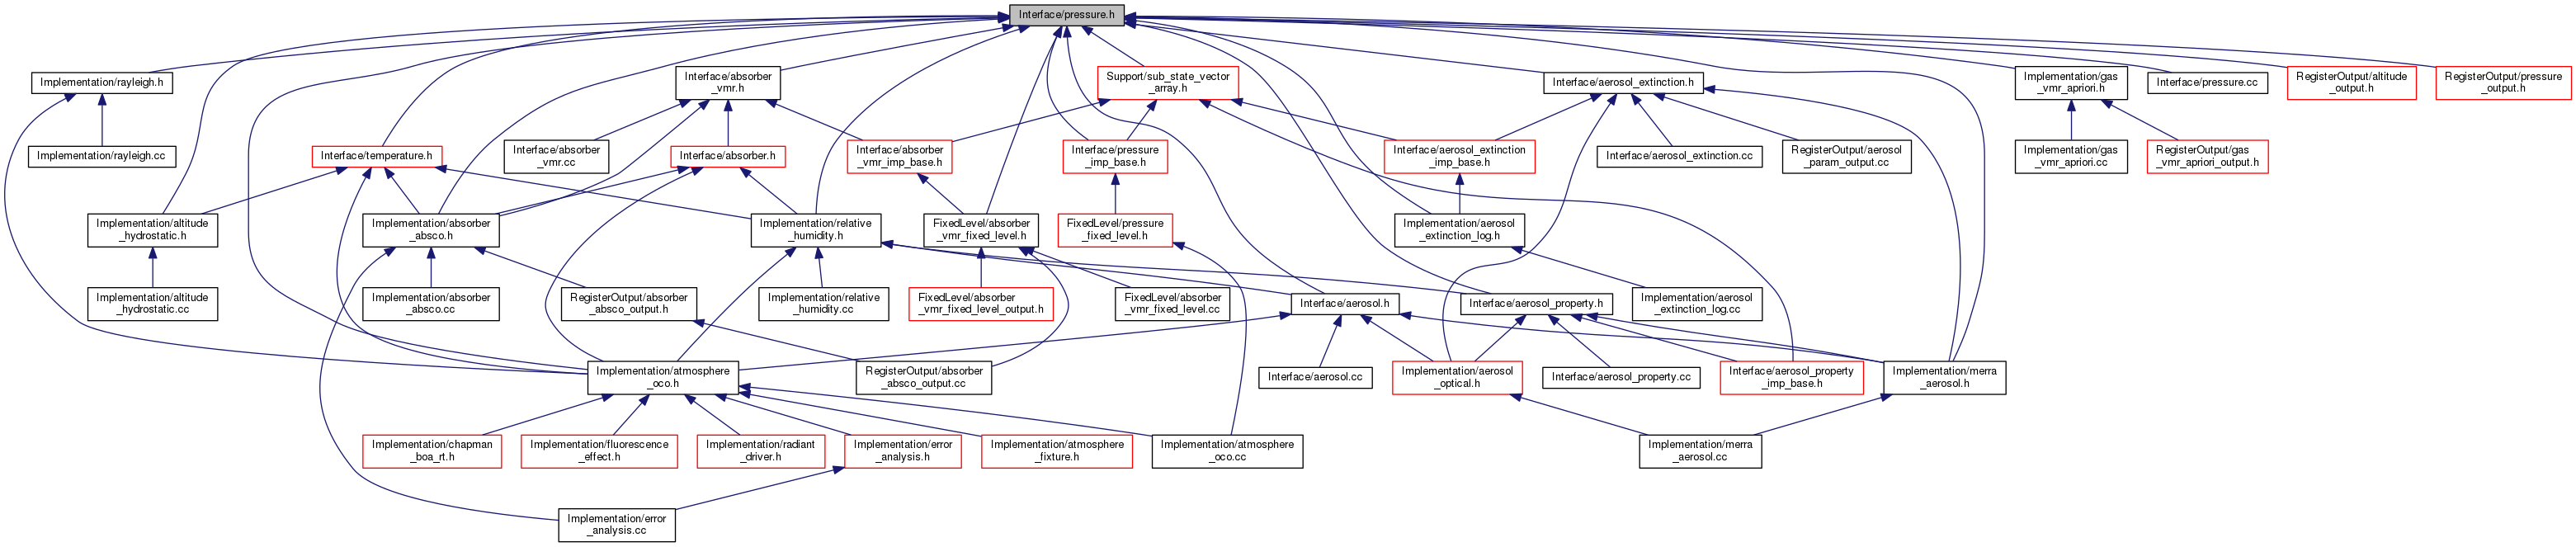 Interface/pressure.h
Implementation/rayleigh.h
Interface/absorber
_vmr.h
Support/sub_state_vector
_array.h
Interface/aerosol_extinction.h
Implementation/gas
_vmr_apriori.h
Interface/pressure.cc
RegisterOutput/altitude
_output.h
RegisterOutput/pressure
_output.h
Implementation/rayleigh.cc
Interface/temperature.h
Interface/absorber
_vmr.cc
Interface/absorber.h
Interface/absorber
_vmr_imp_base.h
Interface/pressure
_imp_base.h
Interface/aerosol_extinction
_imp_base.h
Interface/aerosol_extinction.cc
RegisterOutput/aerosol
_param_output.cc
Implementation/gas
_vmr_apriori.cc
RegisterOutput/gas
_vmr_apriori_output.h
Implementation/altitude
_hydrostatic.h
Implementation/absorber
_absco.h
Implementation/relative
_humidity.h
FixedLevel/absorber
_vmr_fixed_level.h
FixedLevel/pressure
_fixed_level.h
Implementation/aerosol
_extinction_log.h
Implementation/altitude
_hydrostatic.cc
Implementation/absorber
_absco.cc
RegisterOutput/absorber
_absco_output.h
Implementation/relative
_humidity.cc
FixedLevel/absorber
_vmr_fixed_level_output.h
FixedLevel/absorber
_vmr_fixed_level.cc
Interface/aerosol.h
Interface/aerosol_property.h
Implementation/aerosol
_extinction_log.cc
Implementation/atmosphere
_oco.h
RegisterOutput/absorber
_absco_output.cc
Interface/aerosol.cc
Implementation/aerosol
_optical.h
Interface/aerosol_property.cc
Interface/aerosol_property
_imp_base.h
Implementation/merra
_aerosol.h
Implementation/chapman
_boa_rt.h
Implementation/fluorescence
_effect.h
Implementation/radiant
_driver.h
Implementation/error
_analysis.h
Implementation/atmosphere
_fixture.h
Implementation/atmosphere
_oco.cc
Implementation/merra
_aerosol.cc
Implementation/error
_analysis.cc